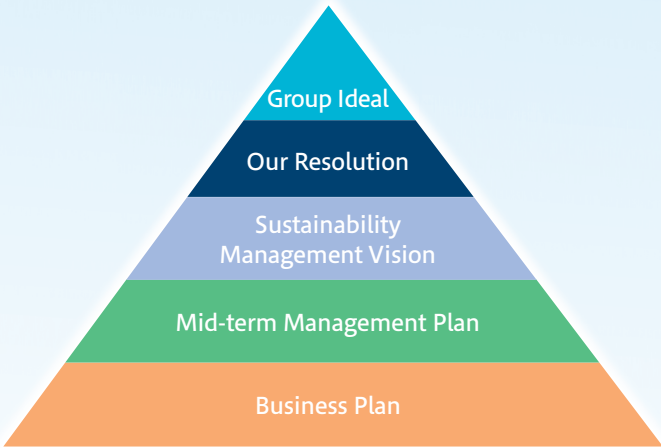 Group Ideal
Our Resolution
Sustainability
Management Vision
Mid-term Management Plan
Business Plan